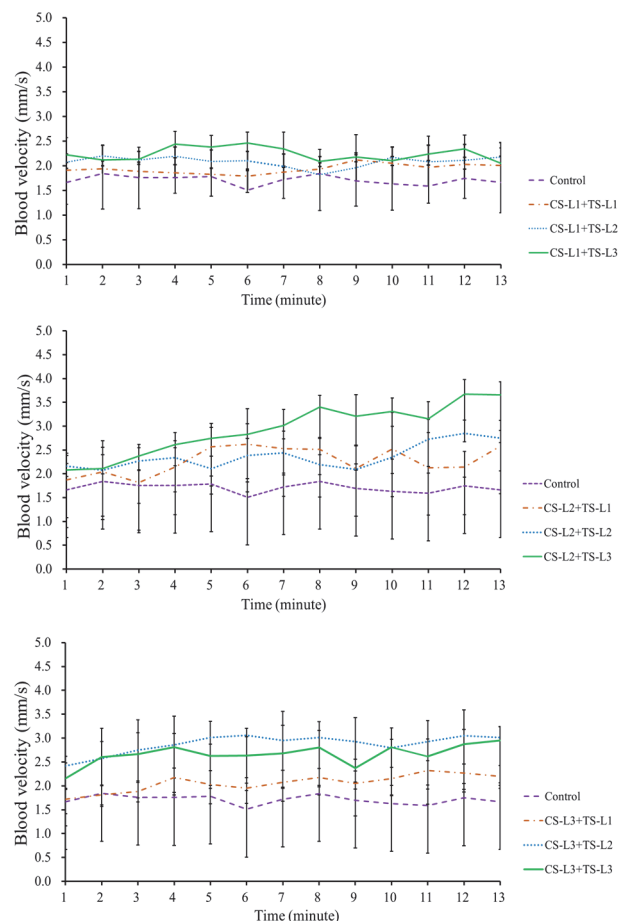 5.0
4.5
4.0
3.5
3.0
2.5
2.0
1.5
1.0
0.5
0.0
Blood velocity (mm/s)
1 2 3 4 5 6 7 8 9 10 11 12 13
Time (minute)
Control
CS-L1+TS-L1
CS-L1+TS-L2
CS-L1+TS-L3
5.0
4.5
4.0
3.5
3.0
2.5
2.0
1.5
1.0
0.5
0.0
Blood velocity (mm/s)
1 2 3 4 5 6 7 8 9 10 11 12 13
Time (minute)
Control
CS-L2+TS-L1
CS-L2+TS-L2
CS-L2+TS-L3
5.0
4.5
4.0
3.5
3.0
2.5
2.0
1.5
1.0
0.5
0.0
Blood velocity (mm/s)
1 2 3 4 5 6 7 8 9 10 11 12 13
Time (minute)
Control
CS-L3+TS-L1
CS-L3+TS-L2
CS-L3+TS-L3